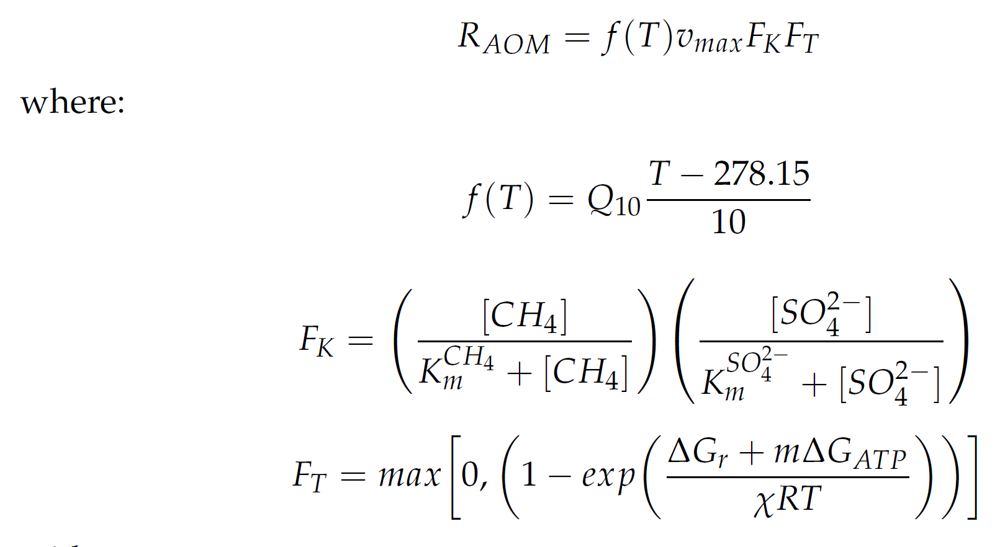 R_{AOM} = f(T)v_{max}F_K F_T
where:
f(T) = Q_{10} \frac{T - 278.15}{10}
F_K = \left( \frac{[CH_4]}{K_m^{CH_4} + [CH_4]} \right) \left( \frac{[SO_4^{2-}]}{K_m^{SO_4^{2-}} + [SO_4^{2-}]} \right)
F_T = max\left[ 0, \left( 1 - exp\left( \frac{\Delta G_r + m\Delta G_{ATP}}{\chi RT} \right) \right) \right]